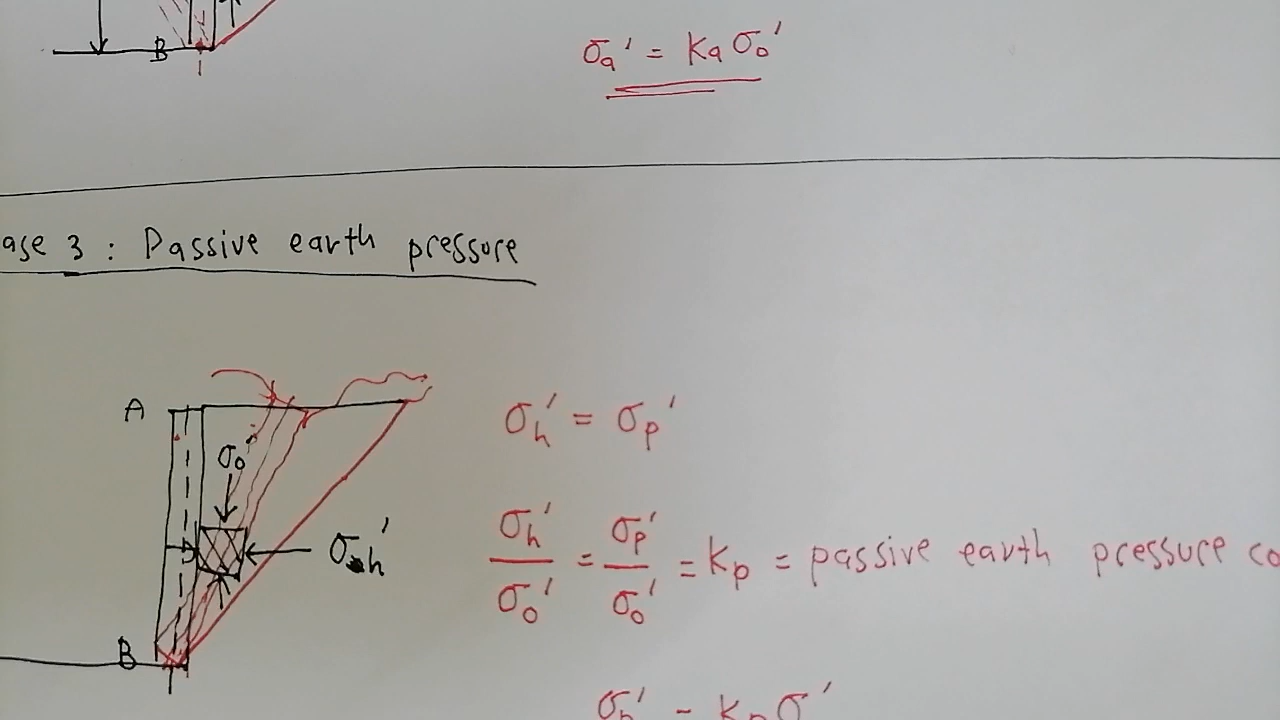 B
σa' = Ka σo'
ase 3 : Passive earth pressure
A
σh' = σp'
σo'
σh'
σh'/σo' = σp'/σo' = Kp = passive earth pressure co
B